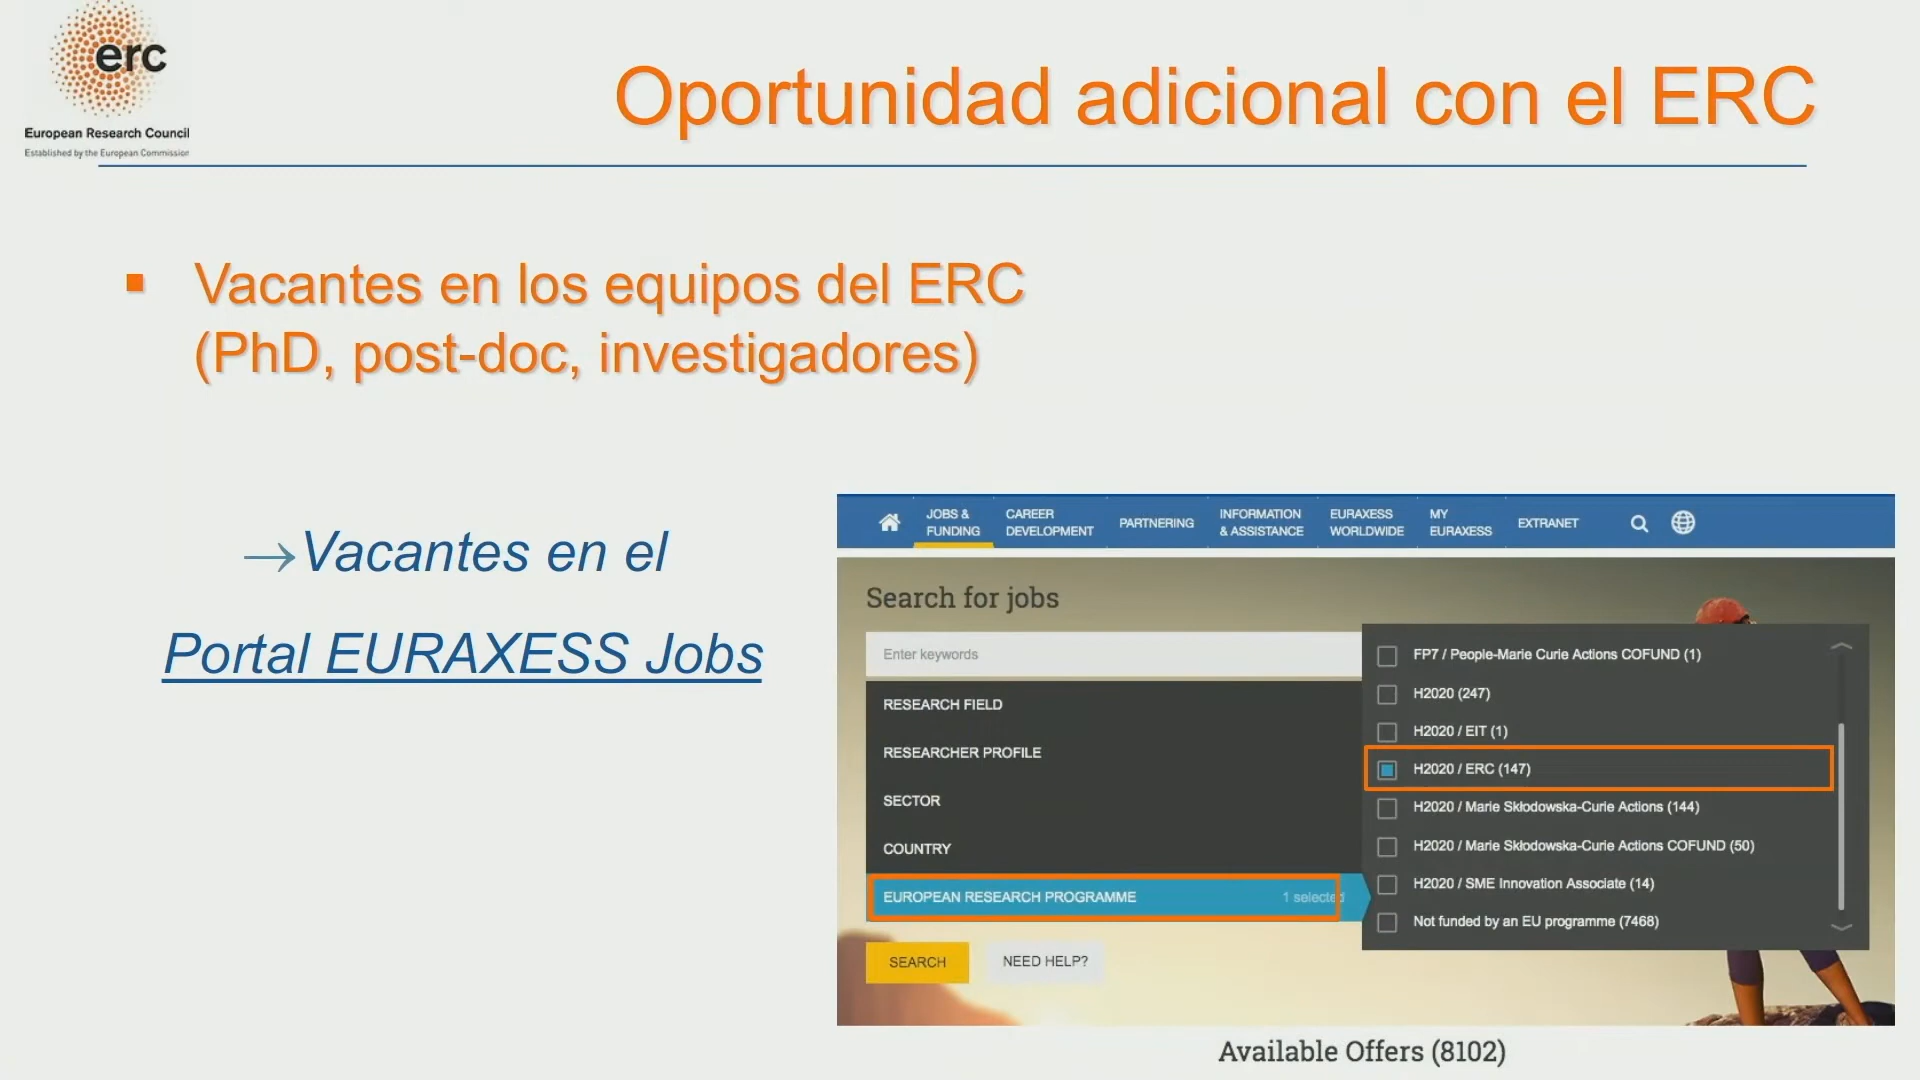 erc
European Research Council
Established by the European Commission
Oportunidad adicional con el ERC
Vacantes en los equipos del ERC
(PhD, post-doc, investigadores)
→Vacantes en el
Portal EURAXESS Jobs
JOBS &
FUNDING
CAREER
DEVELOPMENT
PARTNERING
INFORMATION
& ASSISTANCE
EURAXESS
WORLDWIDE
MY
EURAXESS
EXTRANET
Search for jobs
Enter keywords
RESEARCH FIELD
RESEARCHER PROFILE
SECTOR
COUNTRY
EUROPEAN RESEARCH PROGRAMME 1 selected
FP7 / People-Marie Curie Actions COFUND (1)
H2020 (247)
H2020 / EIT (1)
H2020 / ERC (147)
H2020 / Marie Skłodowska-Curie Actions (144)
H2020 / Marie Skłodowska-Curie Actions COFUND (50)
H2020 / SME Innovation Associate (14)
Not funded by an EU programme (7468)
SEARCH
NEED HELP?
Available Offers (8102)